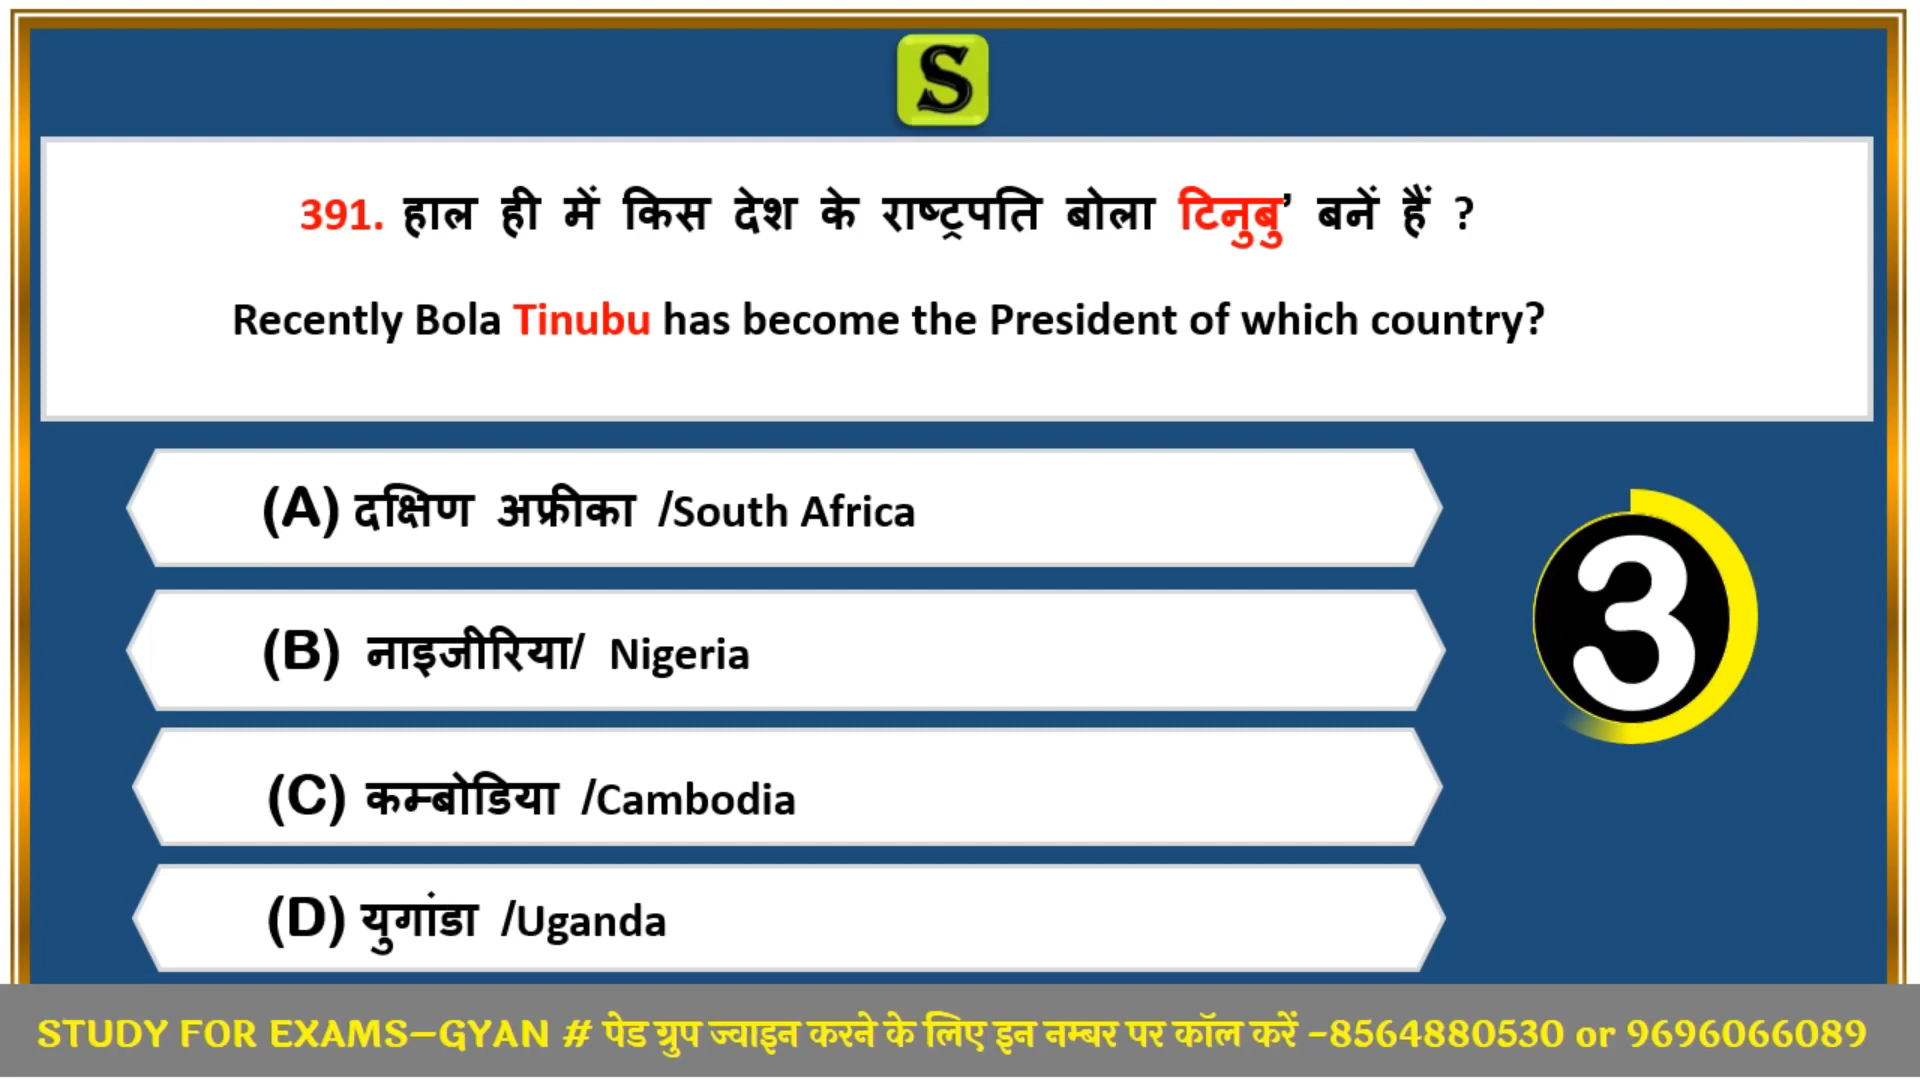 S
391. हाल ही में किस देश के राष्ट्रपति बोला टिनुबु’ बनें हैं ?
Recently Bola Tinubu has become the President of which country?
(A) दक्षिण अफ्रीका /South Africa
(B) नाइजीरिया/ Nigeria
3
(C) कम्बोडिया /Cambodia
(D) युगांडा /Uganda
STUDY FOR EXAMS–GYAN # पेड ग्रुप ज्वाइन करने के लिए इन नम्बर पर कॉल करें -8564880530 or 9696066089